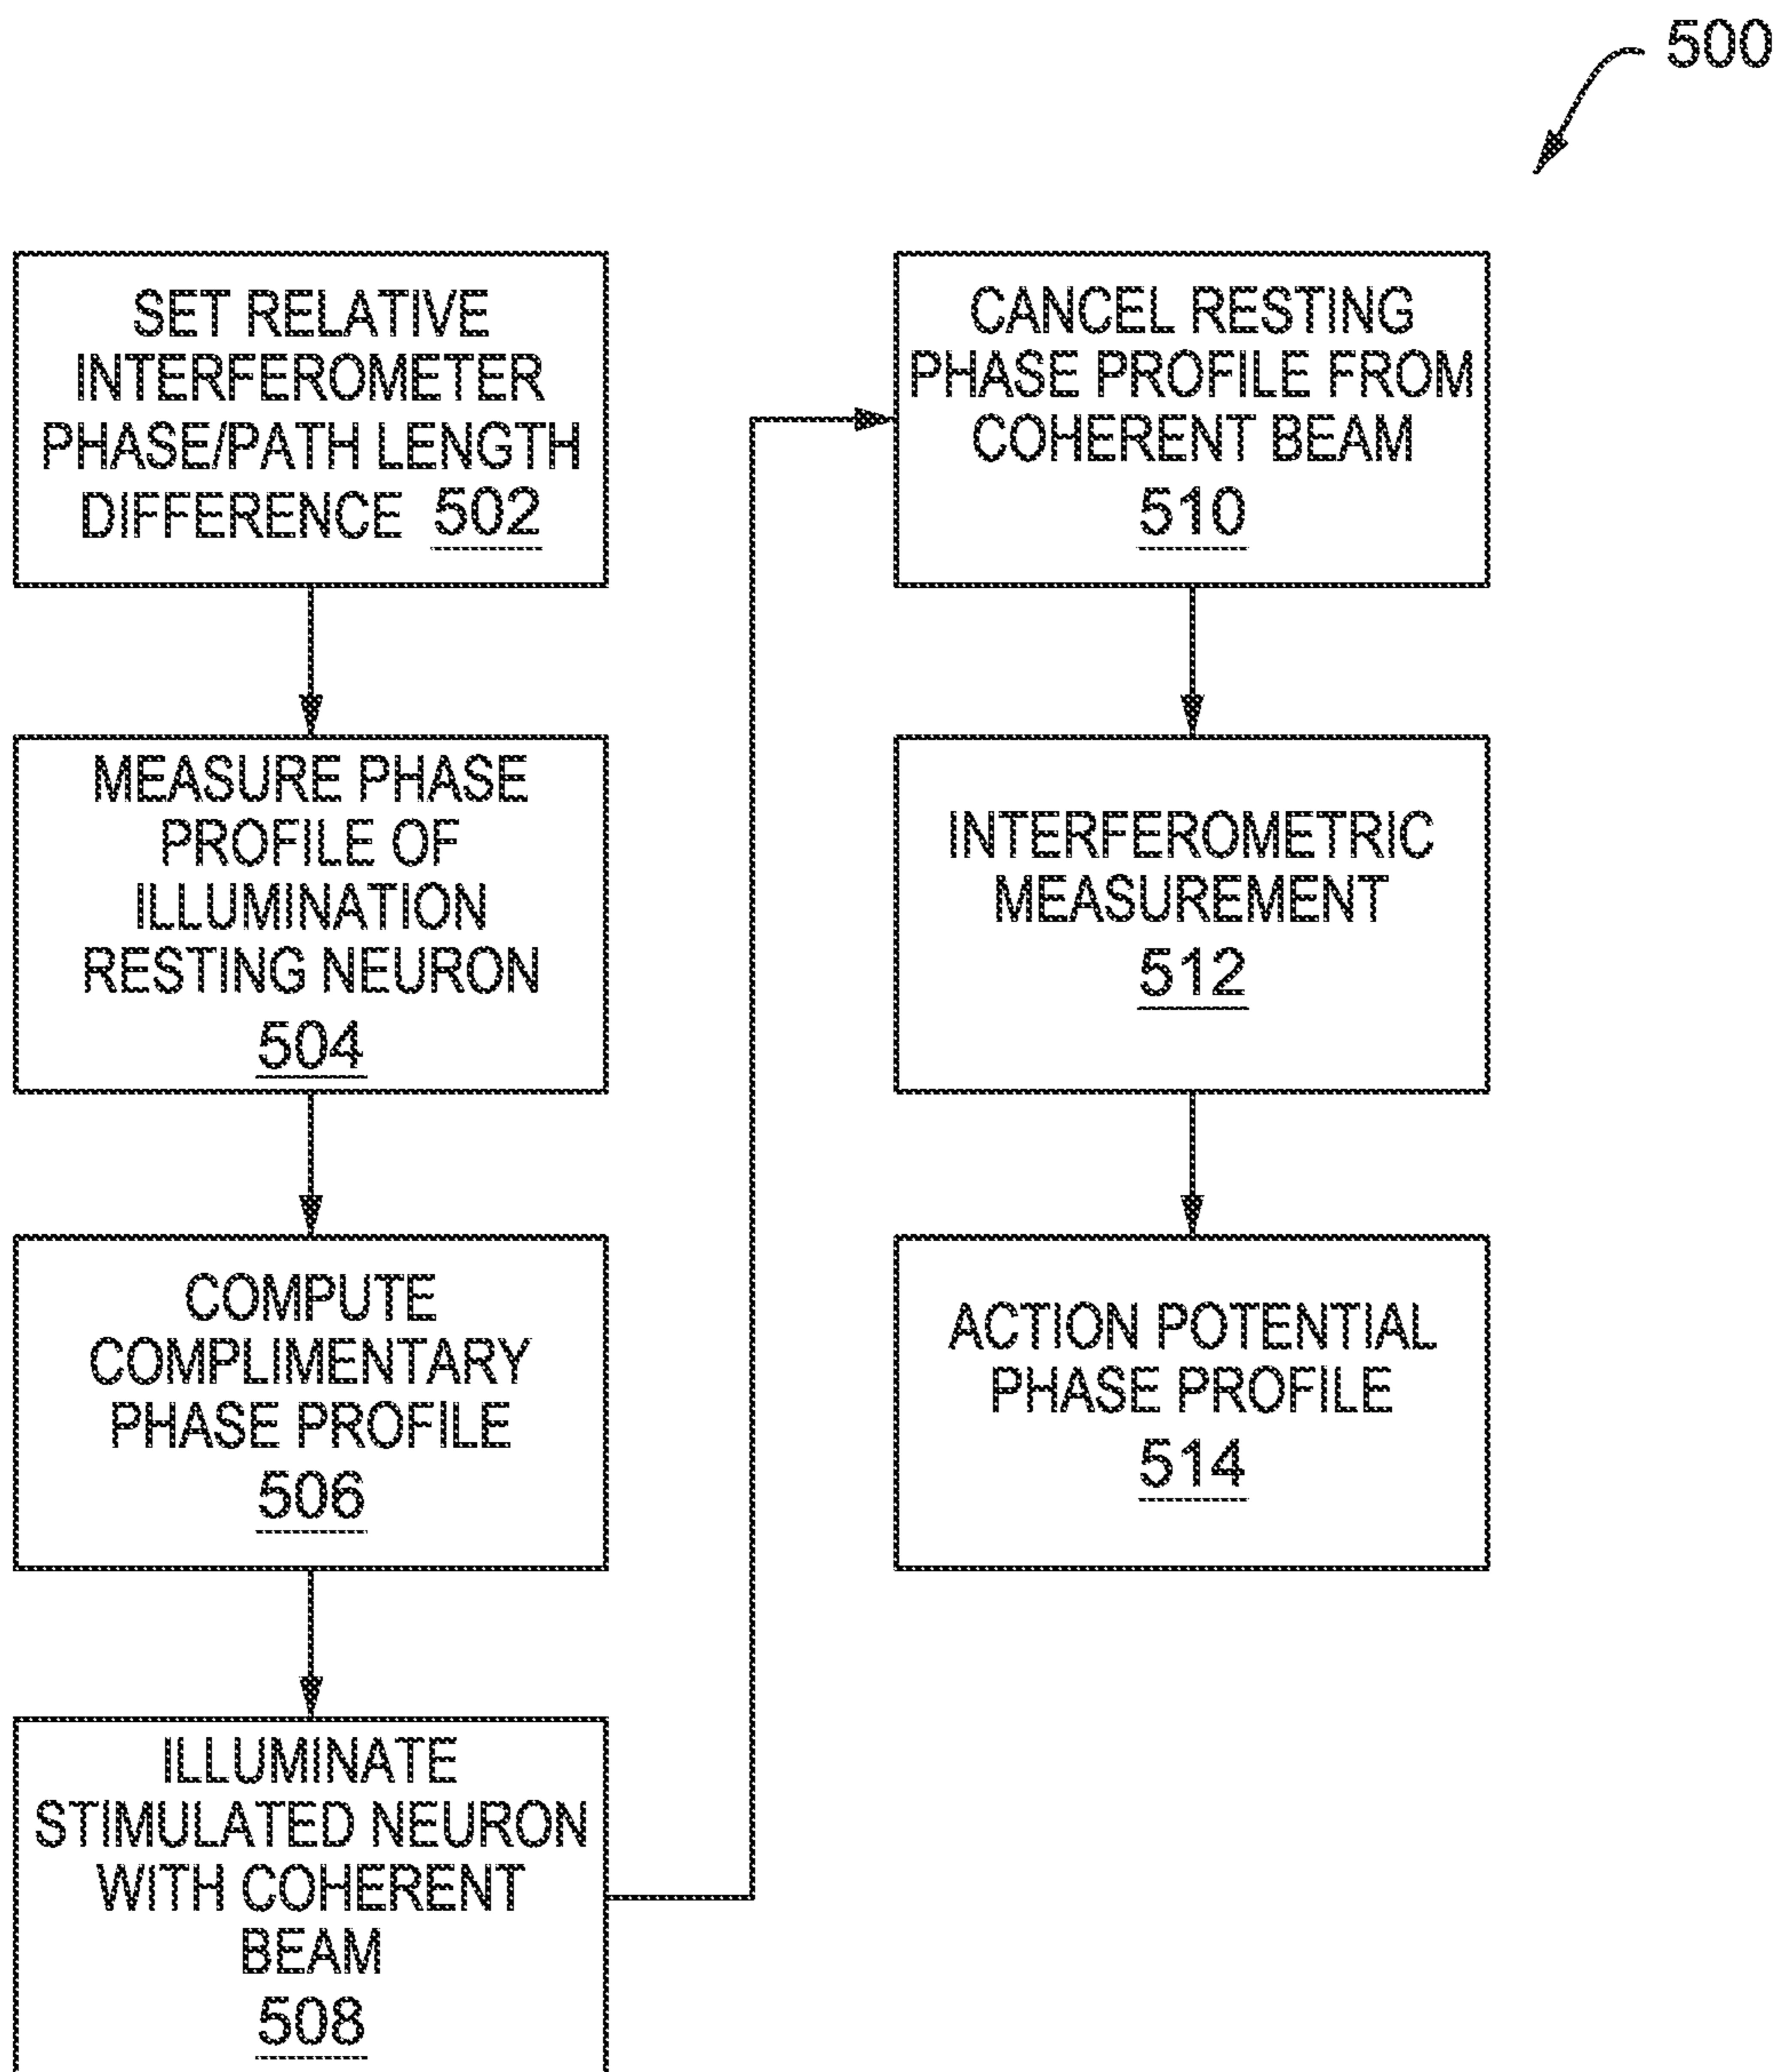 500
SET RELATIVE
INTERFEROMETER
PHASE/PATH LENGTH
DIFFERENCE 502
MEASURE PHASE
PROFILE OF
ILLUMINATION
RESTING NEURON
504
COMPUTE
COMPLIMENTARY
PHASE PROFILE
506
ILLUMINATE
STIMULATED NEURON
WITH COHERENT
BEAM
508
CANCEL RESTING
PHASE PROFILE FROM
COHERENT BEAM
510
INTERFEROMETRIC
MEASUREMENT
512
ACTION POTENTIAL
PHASE PROFILE
514